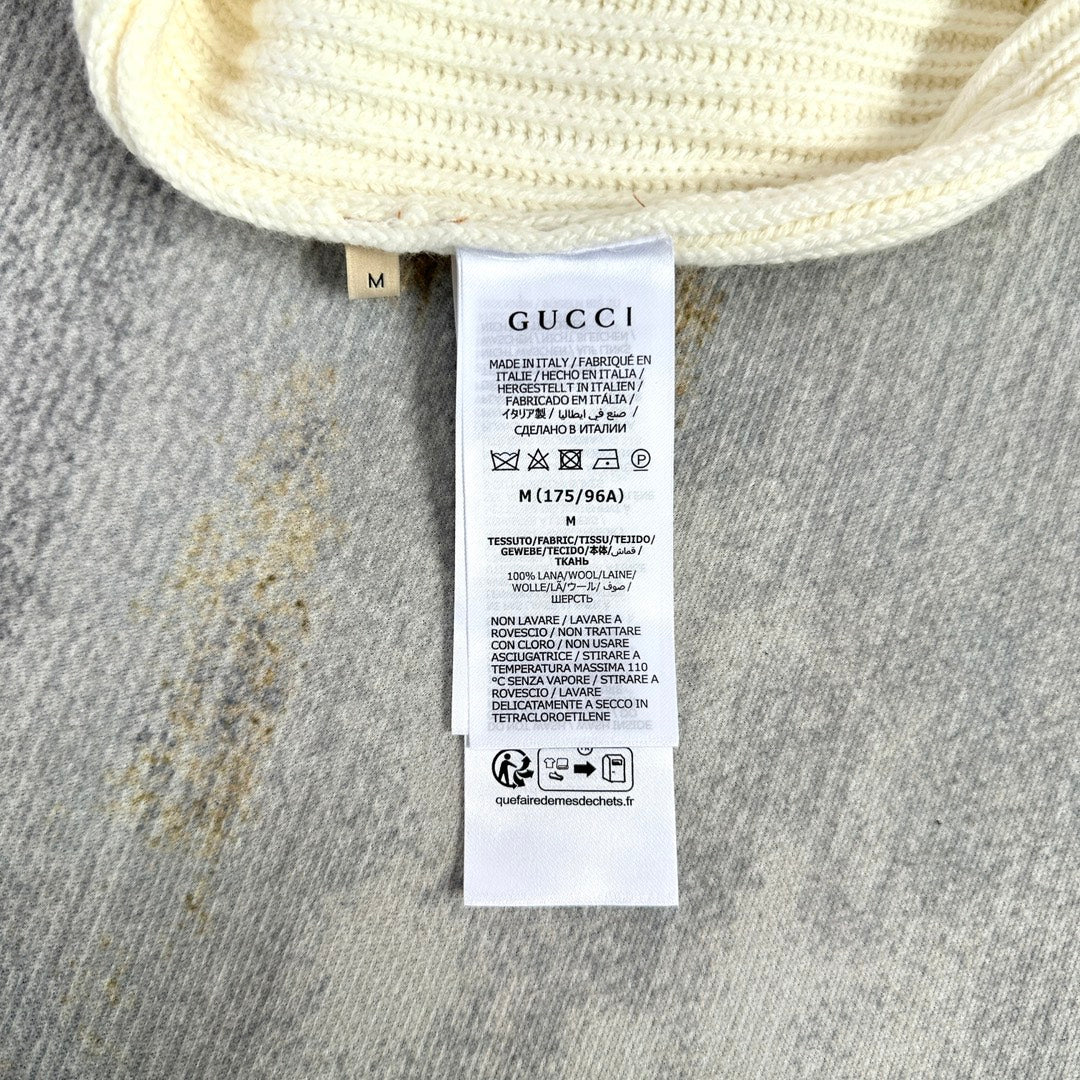 M
GUCCI
MADE IN ITALY / FABRIQUÉ EN
ITALIE / HECHO EN ITALIA /
HERGESTELLT IN ITALIEN /
FABRICADO EM ITÁLIA /
イタリア製 / صنع في ايطاليا /
СДЕЛАНО В ИТАЛИИ
P
M (175/96A)
M
TESSUTO/FABRIC/TISSU/TEJIDO/
GEWEBE/TECIDO/本体/قماش /
ТКАНЬ
100% LANA/WOOL/LAINE/
WOLLE/LÃ/ウール/ صوف /
ШЕРСТЬ
NON LAVARE / LAVARE A
ROVESCIO / NON TRATTARE
CON CLORO / NON USARE
ASCIUGATRICE / STIRARE A
TEMPERATURA MASSIMA 110
°C SENZA VAPORE / STIRARE A
ROVESCIO / LAVARE
DELICATAMENTE A SECCO IN
TETRACLOROETILENE
quefairedemesdechets.fr